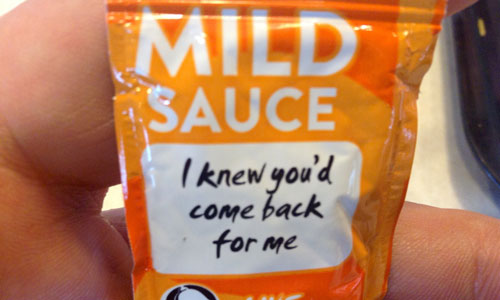 MILD
SAUCE
I knew you'd
come back
for me